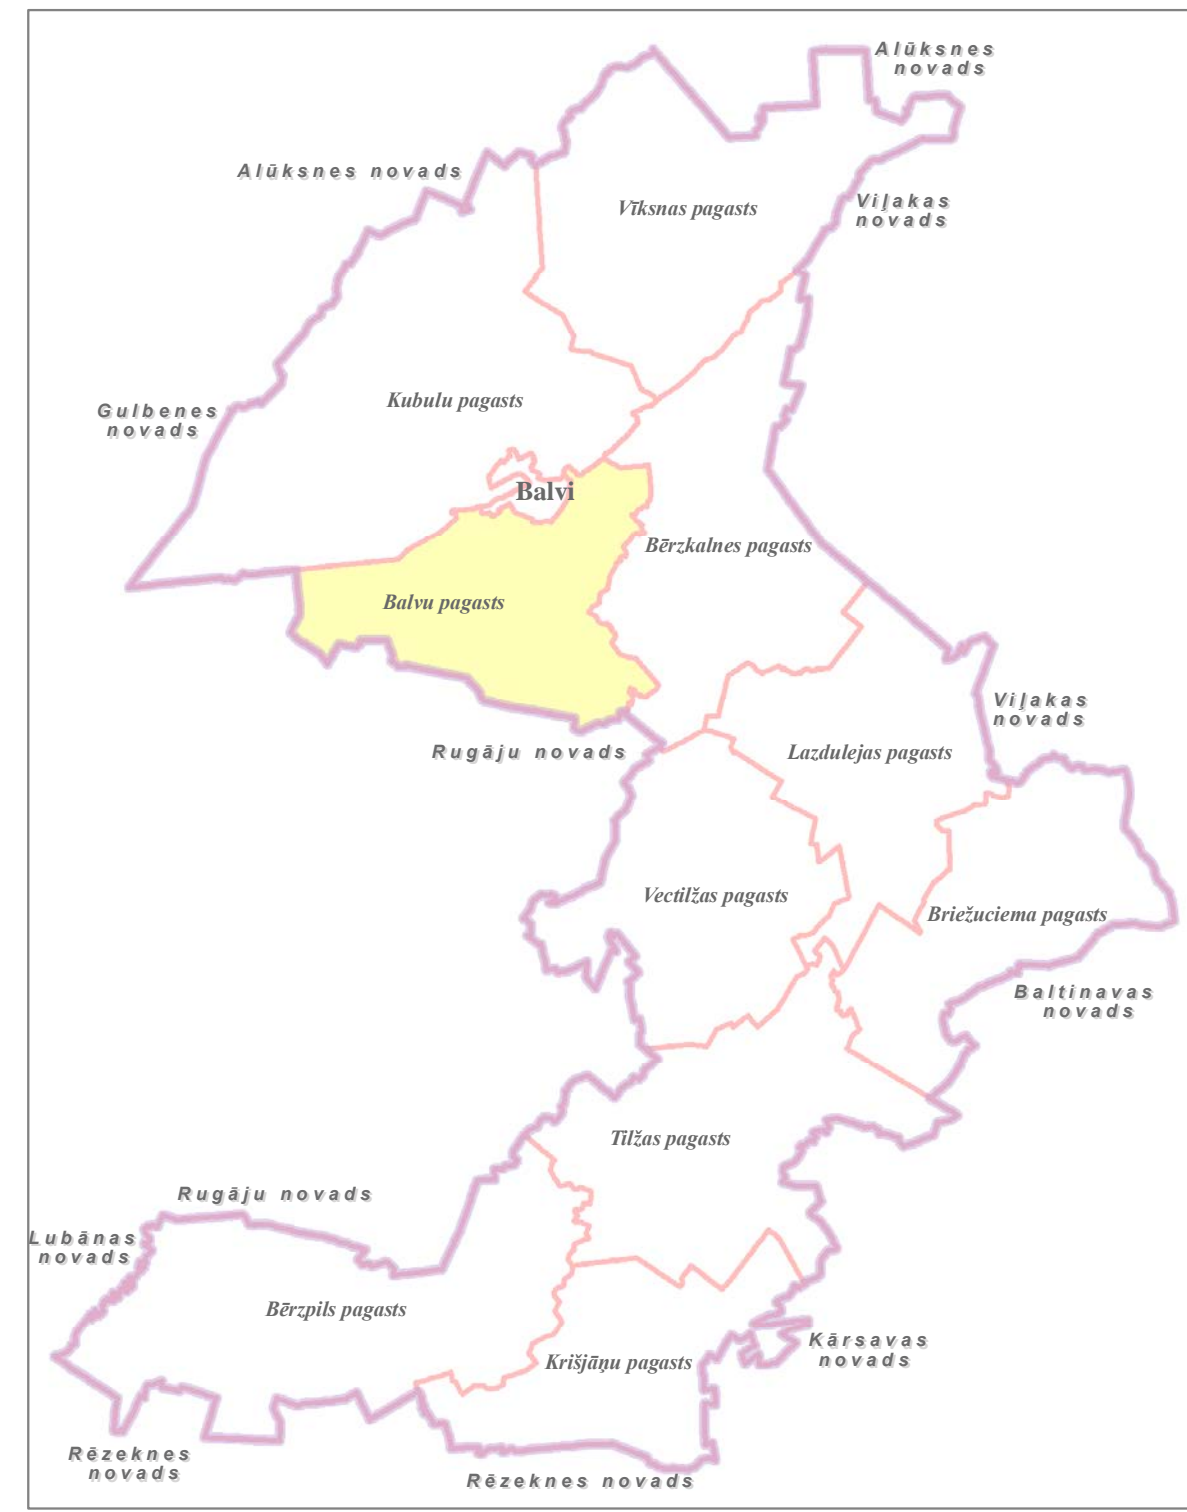 Alūksnes
novads
Alūksnes novads
Viļakas
novads
Vīksnas pagasts
Kubulu pagasts
Gulbenes
novads
Balvi
Bērzkalnes pagasts
Balvu pagasts
Viļakas
novads
Rugāju novads
Lazdulejas pagasts
Vectilžas pagasts
Briežuciema pagasts
Baltinavas
novads
Tilžas pagasts
Rugāju novads
Lubānas
novads
Bērzpils pagasts
Krišjāņu pagasts
Kārsavas
novads
Rēzeknes
novads
Rēzeknes novads